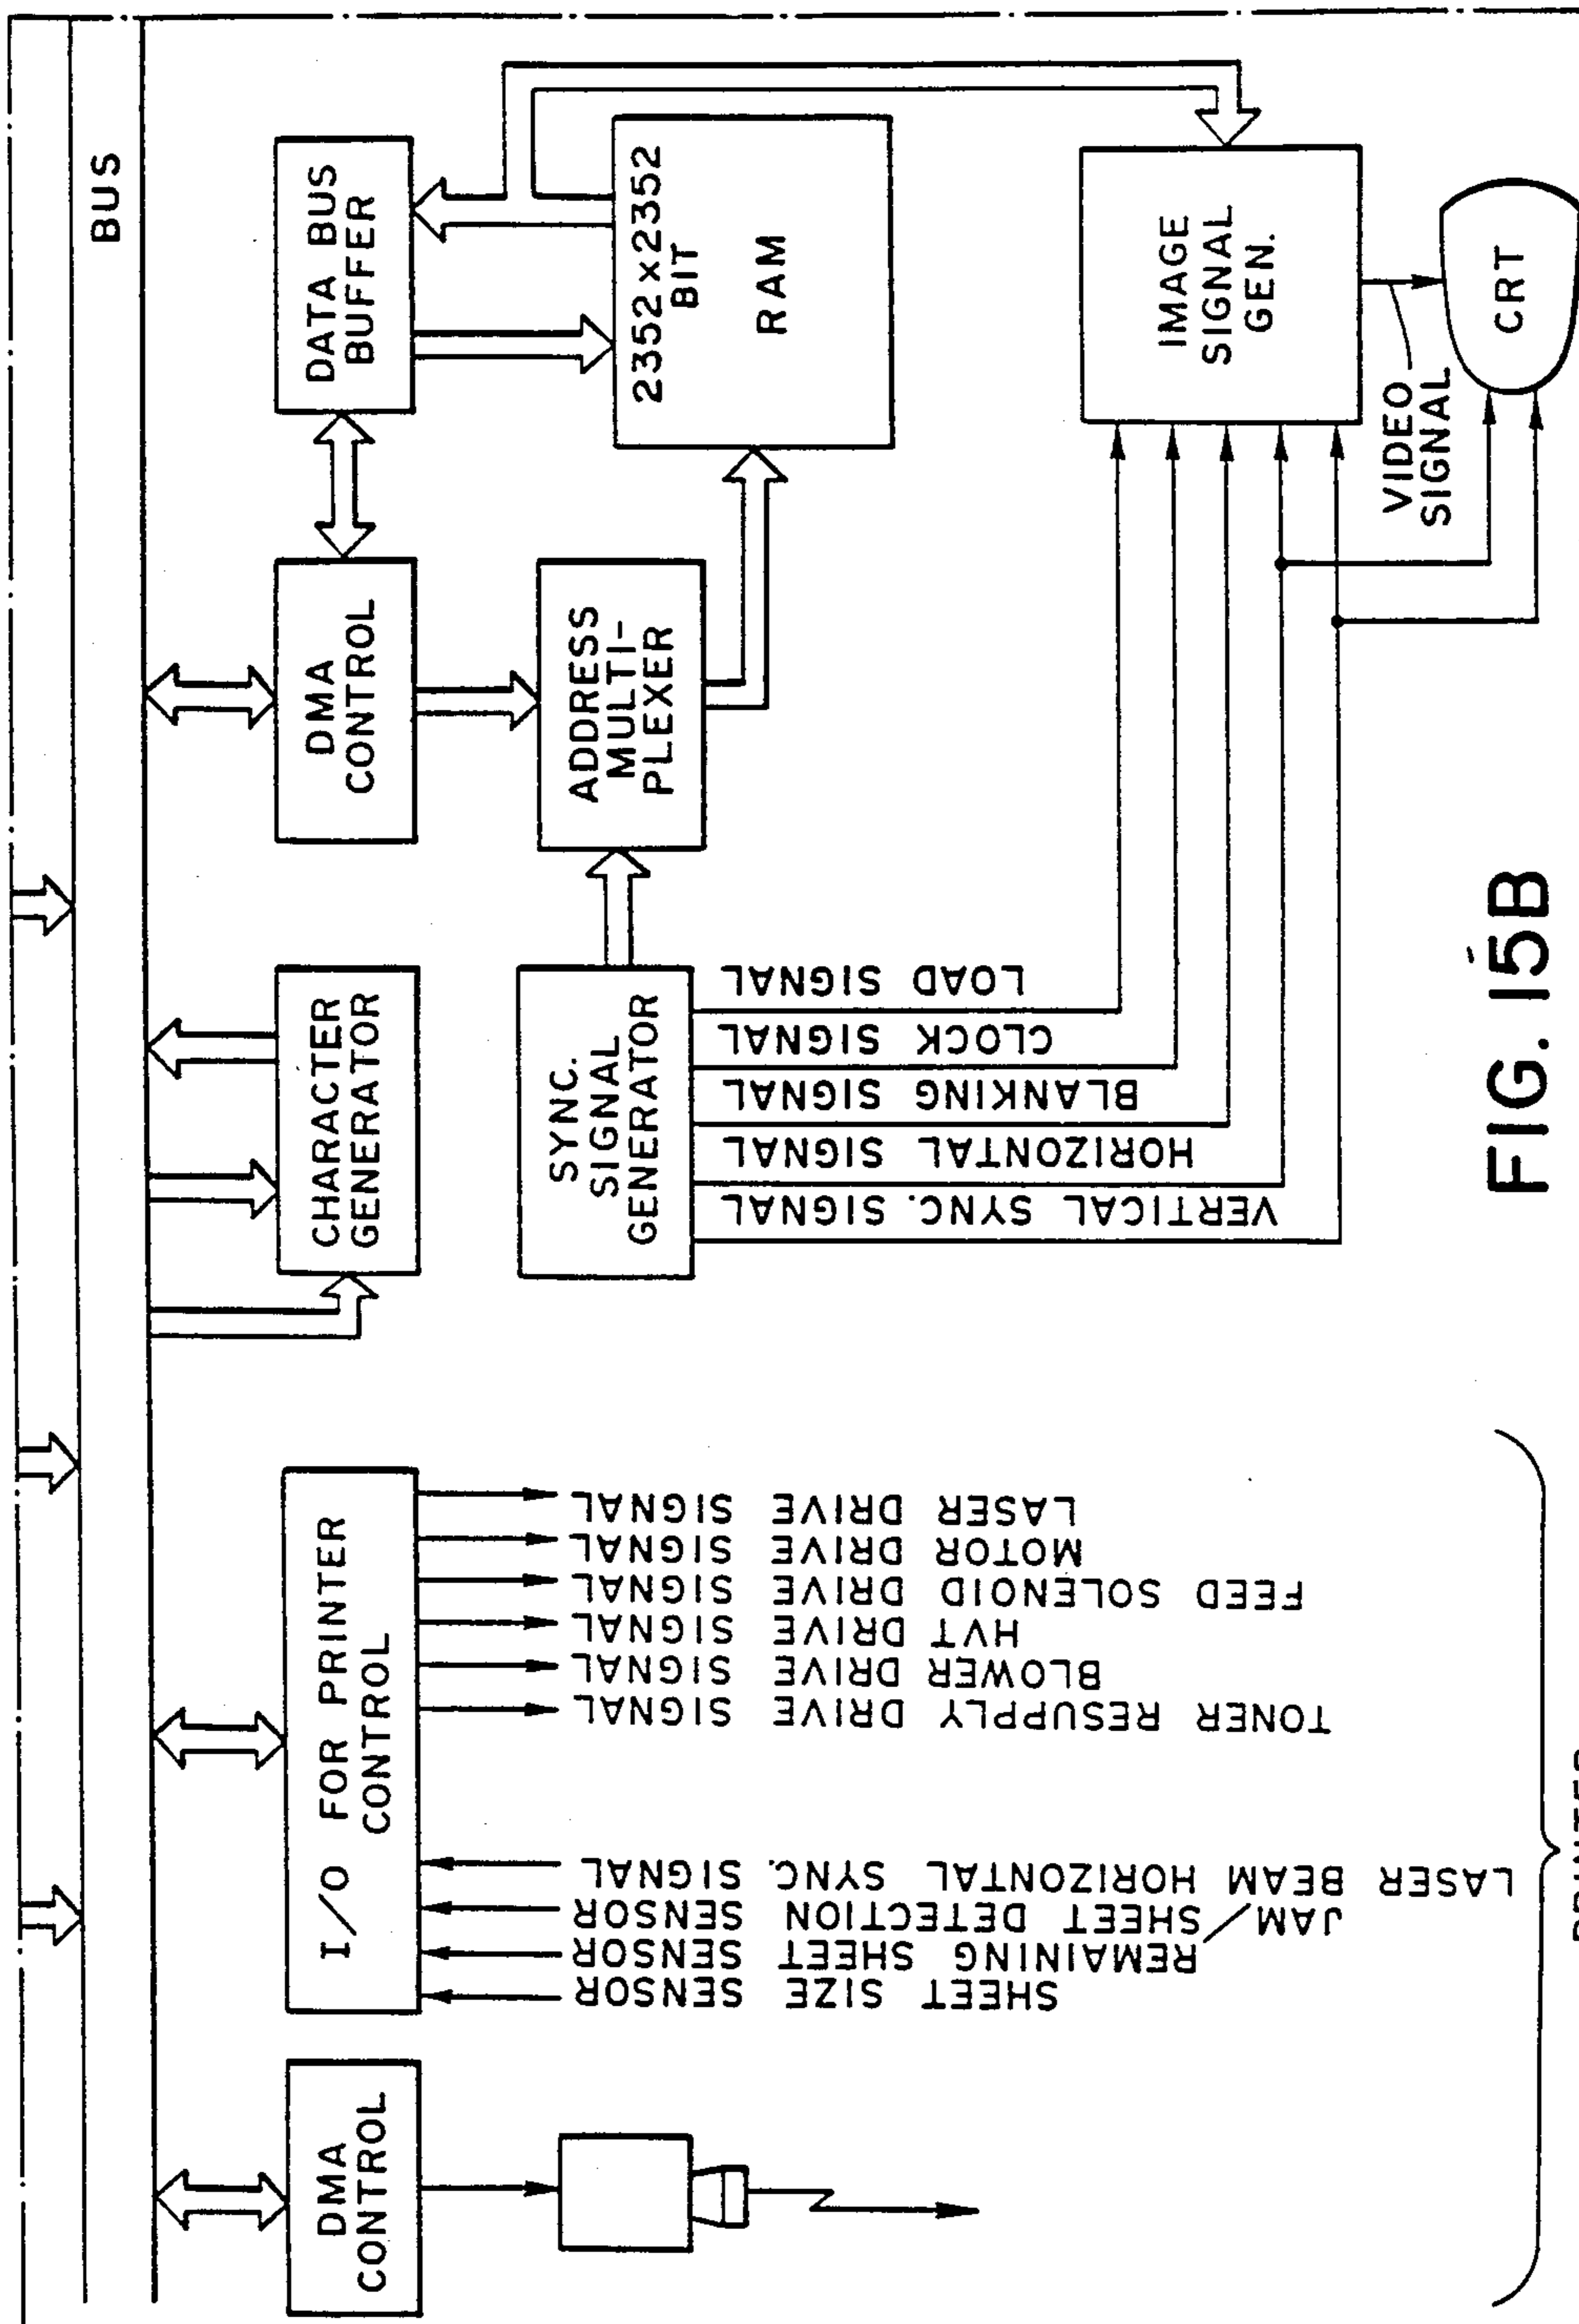 BUS
DMA
CONTROL
I/O FOR PRINTER
CONTROL
CHARACTER
GENERATOR
DMA
CONTROL
DATA BUS
BUFFER
SHEET SIZE SENSOR
REMAINING SHEET SENSOR
JAM/SHEET DETECTION SENSOR
LASER BEAM HORIZONTAL SYNC. SIGNAL
TONER RESUPPLY DRIVE SIGNAL
BLOWER DRIVE SIGNAL
HVT DRIVE SIGNAL
FEED SOLENOID DRIVE SIGNAL
MOTOR DRIVE SIGNAL
LASER DRIVE SIGNAL
SYNC.
SIGNAL
GENERATOR
ADDRESS
MULTI-
PLEXER
2352×2352
BIT
RAM
VERTICAL SYNC. SIGNAL
HORIZONTAL SIGNAL
BLANKING SIGNAL
CLOCK SIGNAL
LOAD SIGNAL
IMAGE
SIGNAL
GEN.
VIDEO
SIGNAL
CRT
PRINTER
FIG. 15B